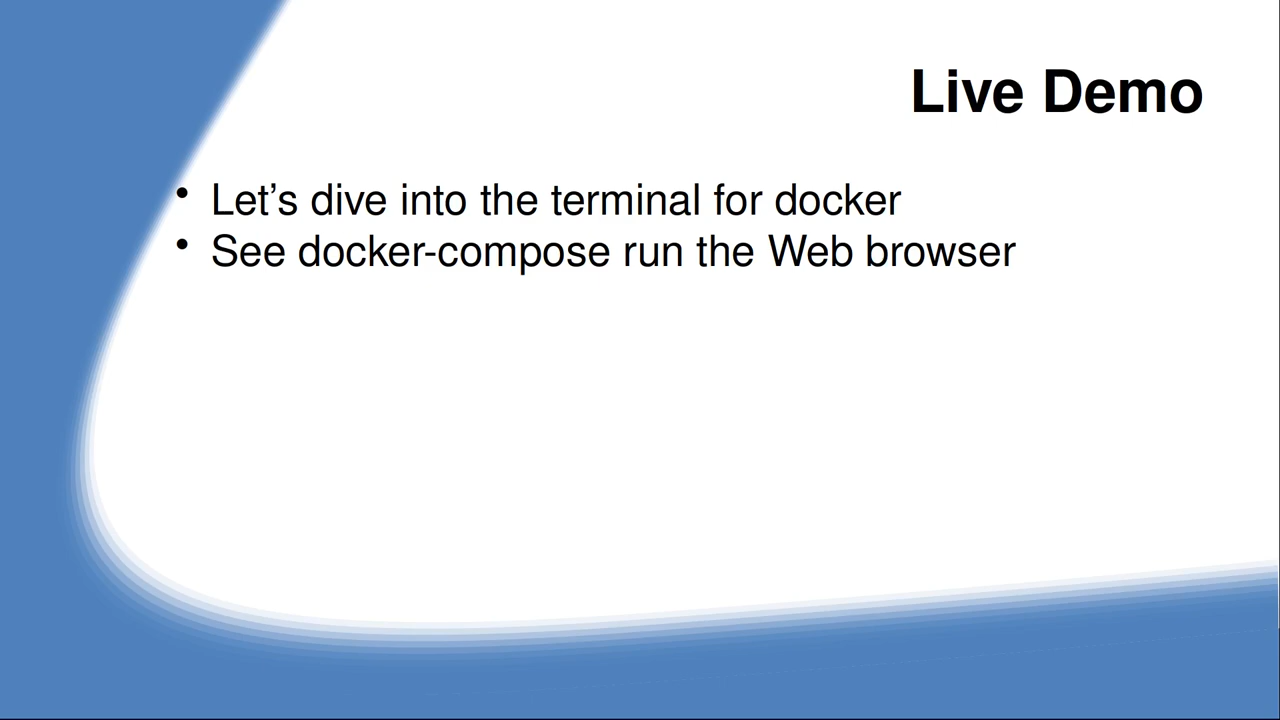 Live Demo
• Let’s dive into the terminal for docker
• See docker-compose run the Web browser